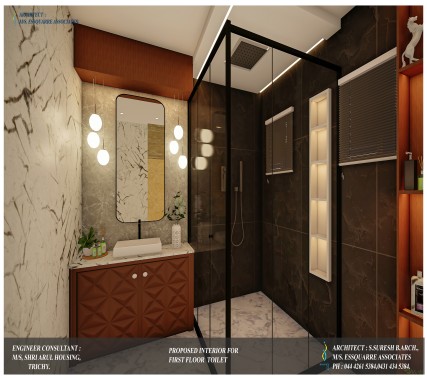 ARCHITECT :
M/S. ESSQUARRE ASSOCIATES
ENGINEER CONSULTANT :
M/S, SHRI ARUL HOUSING,
TRICHY.
PROPOSED INTERIOR FOR
FIRST FLOOR TOILET
ARCHITECT : S.SURESH B.ARCH.,
M/S. ESSQUARRE ASSOCIATES
PH : 044 4261 5384,0431 434 5384.